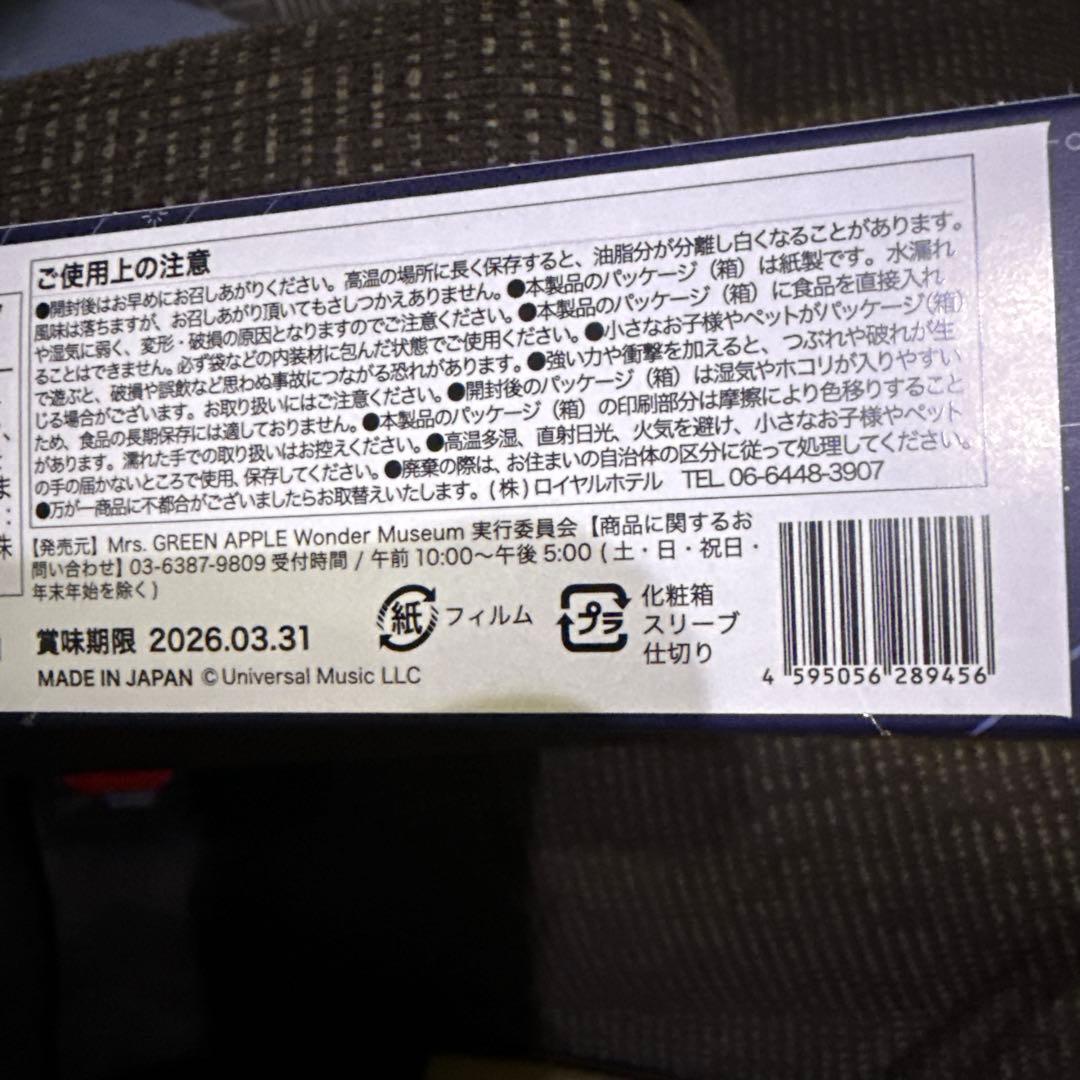 ご使用上の注意
●開封後はお早めにお召しあがりください。高温の場所に長く保存すると、油脂分が分離し白くなることがあります。
風味は落ちますが、お召しあがり頂いてもさしつかえありません。●本製品のパッケージ（箱）は紙製です。水漏れ
や湿気に弱く、変形・破損の原因となりますのでご注意ください。●本製品のパッケージ（箱）に食品を直接入れ
ることはできません。必ず袋などの内装材に包んだ状態でご使用ください。●小さなお子様やペットがパッケージ（箱）
で遊ぶと、破損や誤飲など思わぬ事故につながる恐れがあります。●強い力や衝撃を加えると、つぶれや破れが生
じる場合がございます。お取り扱いにはご注意ください。●開封後のパッケージ（箱）は湿気やホコリが入りやすい
ため、食品の長期保存には適しておりません。●本製品のパッケージ（箱）の印刷部分は摩擦により色移りすること
があります。濡れた手での取り扱いはお控えください。●高温多湿、直射日光、火気を避け、小さなお子様やペット
の手の届かないところで使用、保存してください。●廃棄の際は、お住まいの自治体の区分に従って処理してください。
●万が一商品に不都合がございましたらお取替えいたします。(株)ロイヤルホテル TEL 06-6448-3907
【発売元】Mrs. GREEN APPLE Wonder Museum 実行委員会【商品に関するお
問い合わせ】03-6387-9809 受付時間 / 午前 10:00〜午後 5:00 ( 土・日・祝日・
年末年始を除く )
紙 フィルム
プラ 化粧箱
スリーブ
仕切り
賞味期限 2026.03.31
MADE IN JAPAN ©Universal Music LLC
4 595056 289456